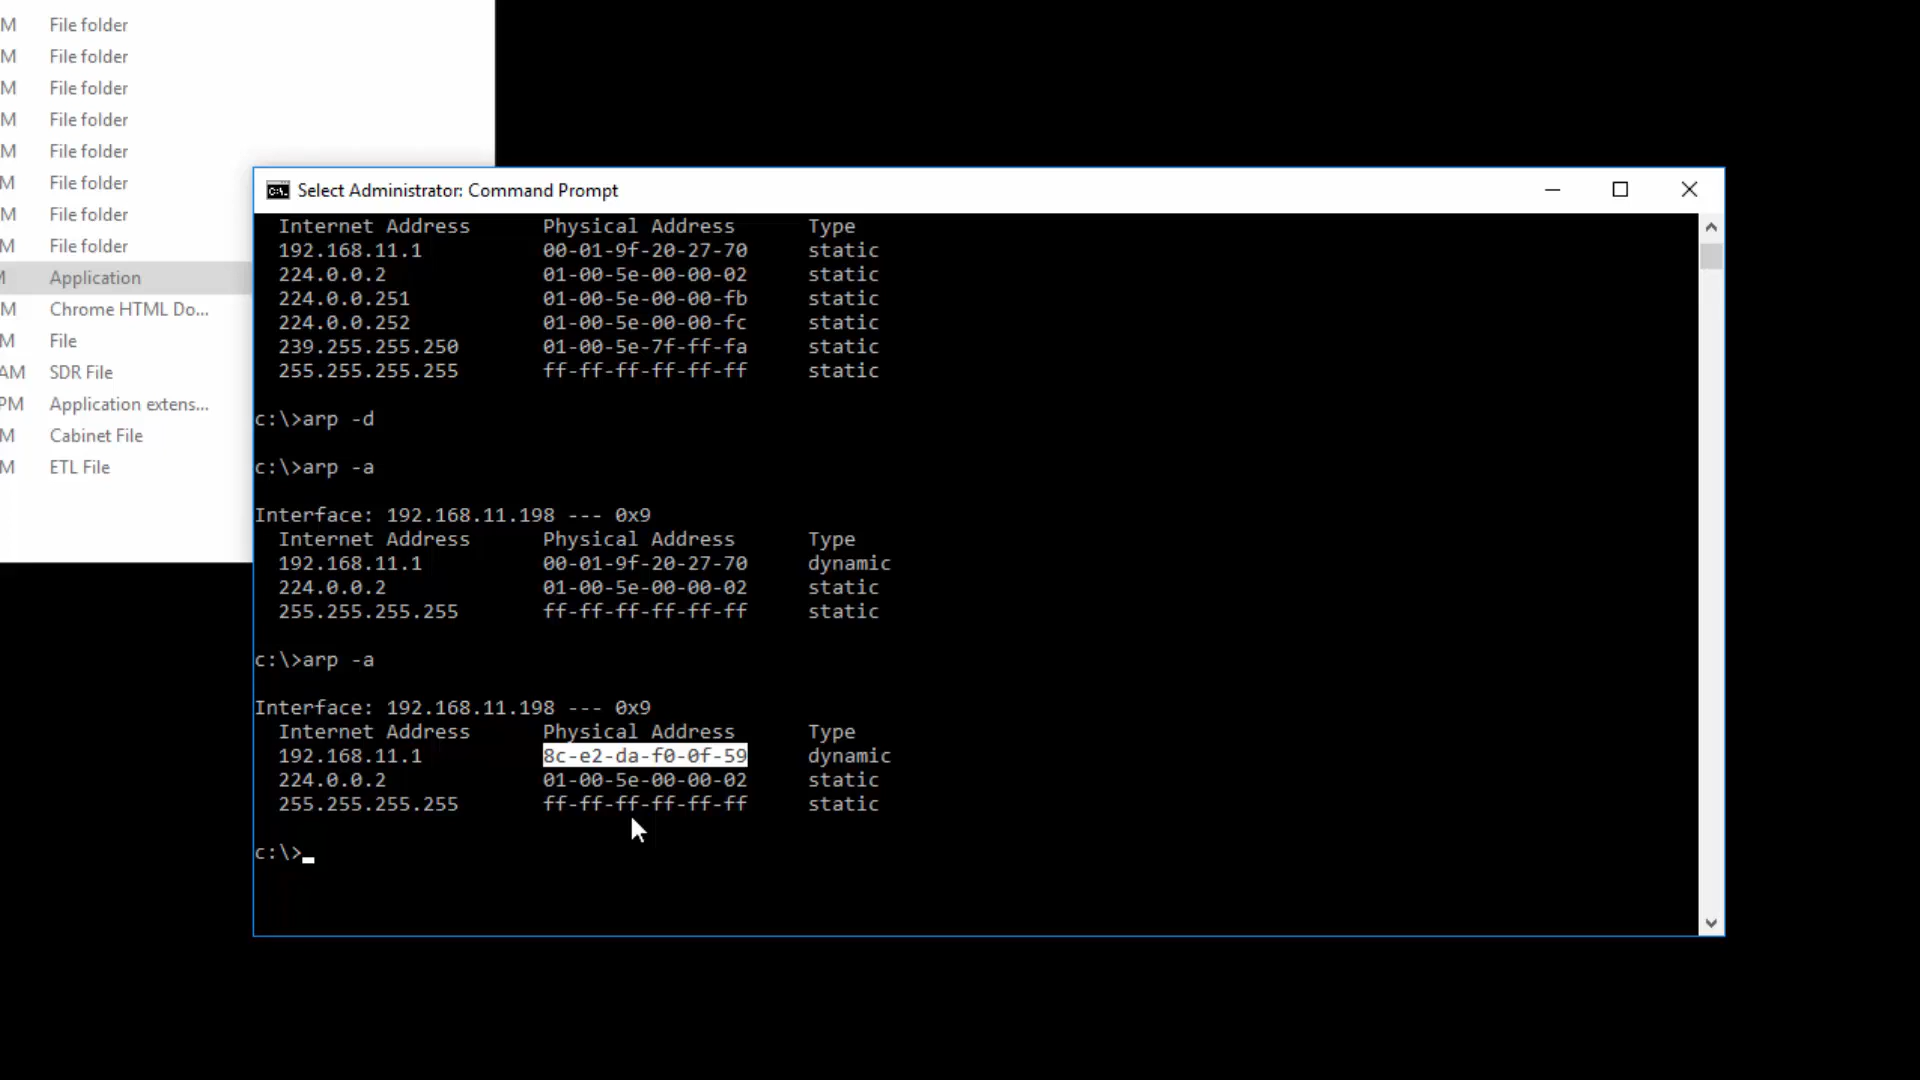 M File folder
M File folder
M File folder
M File folder
M File folder
M File folder
M File folder
M File folder
Application
M Chrome HTML Do...
M File
AM SDR File
PM Application extens...
M Cabinet File
M ETL File
Select Administrator: Command Prompt
Internet Address Physical Address Type
192.168.11.1 00-01-9f-20-27-70 static
224.0.0.2 01-00-5e-00-00-02 static
224.0.0.251 01-00-5e-00-00-fb static
224.0.0.252 01-00-5e-00-00-fc static
239.255.255.250 01-00-5e-7f-ff-fa static
255.255.255.255 ff-ff-ff-ff-ff-ff static
c:\>arp -d
c:\>arp -a
Interface: 192.168.11.198 --- 0x9
Internet Address Physical Address Type
192.168.11.1 00-01-9f-20-27-70 dynamic
224.0.0.2 01-00-5e-00-00-02 static
255.255.255.255 ff-ff-ff-ff-ff-ff static
c:\>arp -a
Interface: 192.168.11.198 --- 0x9
Internet Address Physical Address Type
192.168.11.1 8c-e2-da-f0-0f-59 dynamic
224.0.0.2 01-00-5e-00-00-02 static
255.255.255.255 ff-ff-ff-ff-ff-ff static
c:\>